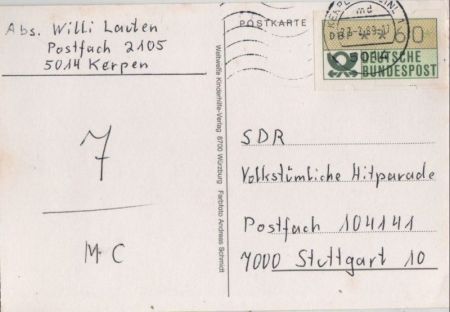 Abs. Willi Lauten
Postfach 2105
5014 Kerpen
7
MC
Weltweite Kinderhilfe-Verlag 8700 Würzburg Farbfoto Andreas Schmidt
POSTKARTE
60
DEUTSCHE
BUNDESPOST
SDR
Volkstümliche Hitparade
Postfach 104141
7000 Stuttgart 10